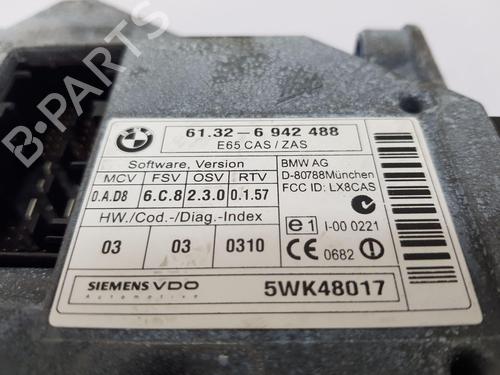 BMW
61.32- 6 942 488
E65 CAS / ZAS
Software, Version
MCV FSV OSV RTV
0.A.D8 6.C.8 2.3.0 0.1.57
HW./Cod.-/Diag.-Index
03 03 0310
BMW AG
D-80788München
FCC ID: LX8CAS
e1 I-00 0221
CE 0682 !
SIEMENS VDO
Automotive
5WK48017
B-PARTS